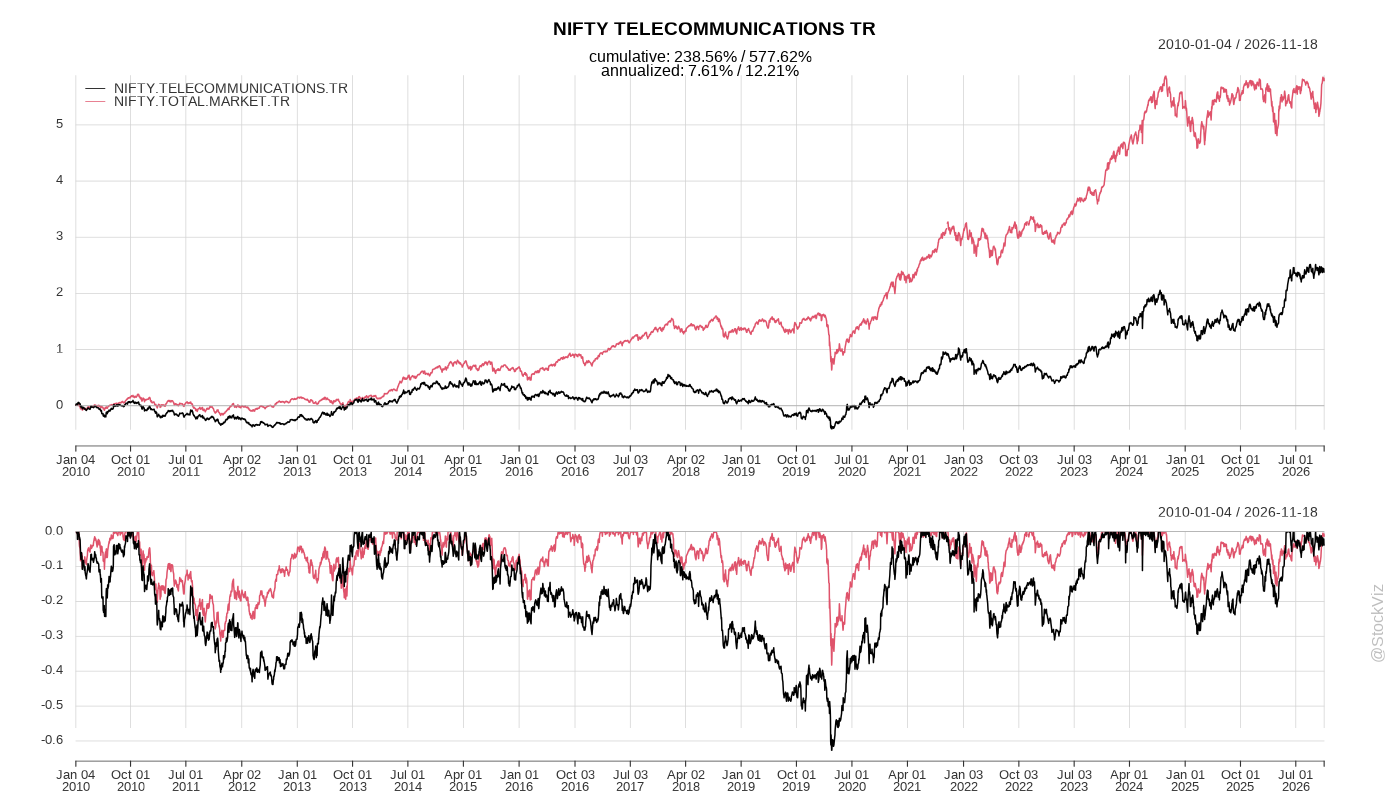 NIFTY TELECOMMUNICATIONS TR
cumulative: 238.56% / 577.62%
annualized: 7.61% / 12.21%
2010-01-04 / 2026-11-18
NIFTY.TELECOMMUNICATIONS.TR
NIFTY.TOTAL.MARKET.TR
5
4
3
2
1
0
Jan 04 Oct 01 Jul 01 Apr 02 Jan 01 Oct 01 Jul 01 Apr 01 Jan 01 Oct 03 Jul 03 Apr 02 Jan 01 Oct 01 Jul 01 Apr 01 Jan 03 Oct 03 Jul 03 Apr 01 Jan 01 Oct 01 Jul 01
2010 2010 2011 2012 2013 2013 2014 2015 2016 2016 2017 2018 2019 2019 2020 2021 2022 2022 2023 2024 2025 2025 2026
2010-01-04 / 2026-11-18
0.0
-0.1
-0.2
-0.3
-0.4
-0.5
-0.6
Jan 04 Oct 01 Jul 01 Apr 02 Jan 01 Oct 01 Jul 01 Apr 01 Jan 01 Oct 03 Jul 03 Apr 02 Jan 01 Oct 01 Jul 01 Apr 01 Jan 03 Oct 03 Jul 03 Apr 01 Jan 01 Oct 01 Jul 01
2010 2010 2011 2012 2013 2013 2014 2015 2016 2016 2017 2018 2019 2019 2020 2021 2022 2022 2023 2024 2025 2025 2026
@StockViz